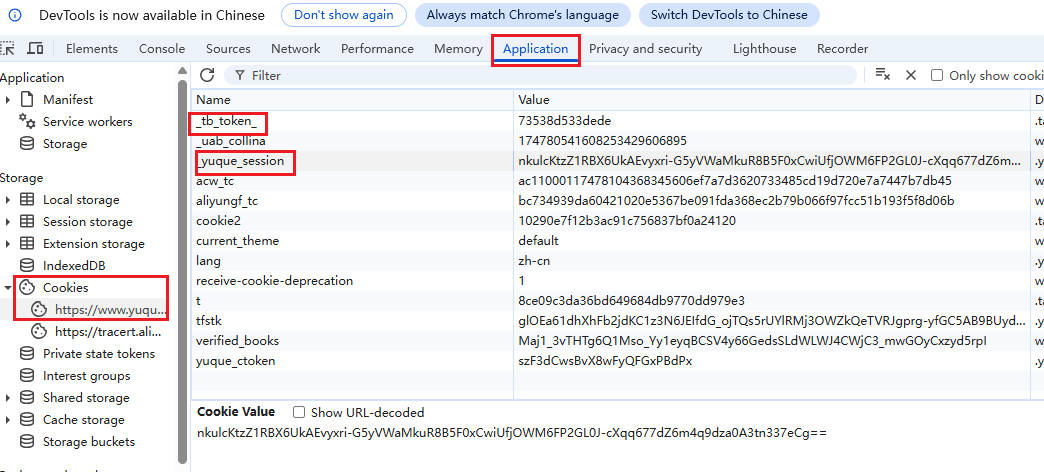 DevTools is now available in Chinese Don't show again Always match Chrome's language Switch DevTools to Chinese
Elements Console Sources Network Performance Memory Application Privacy and security Lighthouse Recorder
Application
Manifest
Service workers
Storage
Storage
Local storage
Session storage
Extension storage
IndexedDB
Cookies
https://www.yuqu...
https://tracert.ali...
Private state tokens
Interest groups
Shared storage
Cache storage
Storage buckets
Filter Only show cooki
Name Value D
_tb_token_ 73538d533dede .ta
_uab_collina 174780541608253429606895 w
_yuque_session nkulcKtzZ1RBX6UkAEvyxri-G5yVWaMkuR8B5F0xCwiUfjOWM6FP2GL0J-cXqq677dZ6m... .y
acw_tc ac11000117478104368345606ef7a7d3620733485cd19d720e7a7447b7db45 w
aliyungf_tc bc734939da60421020e5367be091fda368ec2b79b066f97fcc51b193f5f8d06b w
cookie2 10290e7f12b3ac91c756837bf0a24120 .ta
current_theme default w
lang zh-cn .y
receive-cookie-deprecation 1 .y
t 8ce09c3da36bd649684db9770dd979e3 .ta
tfstk glOEa61dhXhFb2jdKC1z3N6JEIfdG_ojTQs5rUYlRMj3OWZkQeTVRJgprg-yfGC5AB9BUyd... .y
verified_books Maj1_3vTHTg6Q1Mso_Yy1eyqBCSV4y66GedsSLdWLWJ4CWjC3_mwGOyCxzyd5rpI w
yuque_ctoken szF3dCwsBvX8wFyQFGxPBdPx .y
Cookie Value Show URL-decoded
nkulcKtzZ1RBX6UkAEvyxri-G5yVWaMkuR8B5F0xCwiUfjOWM6FP2GL0J-cXqq677dZ6m4q9dza0A3tn337eCg==